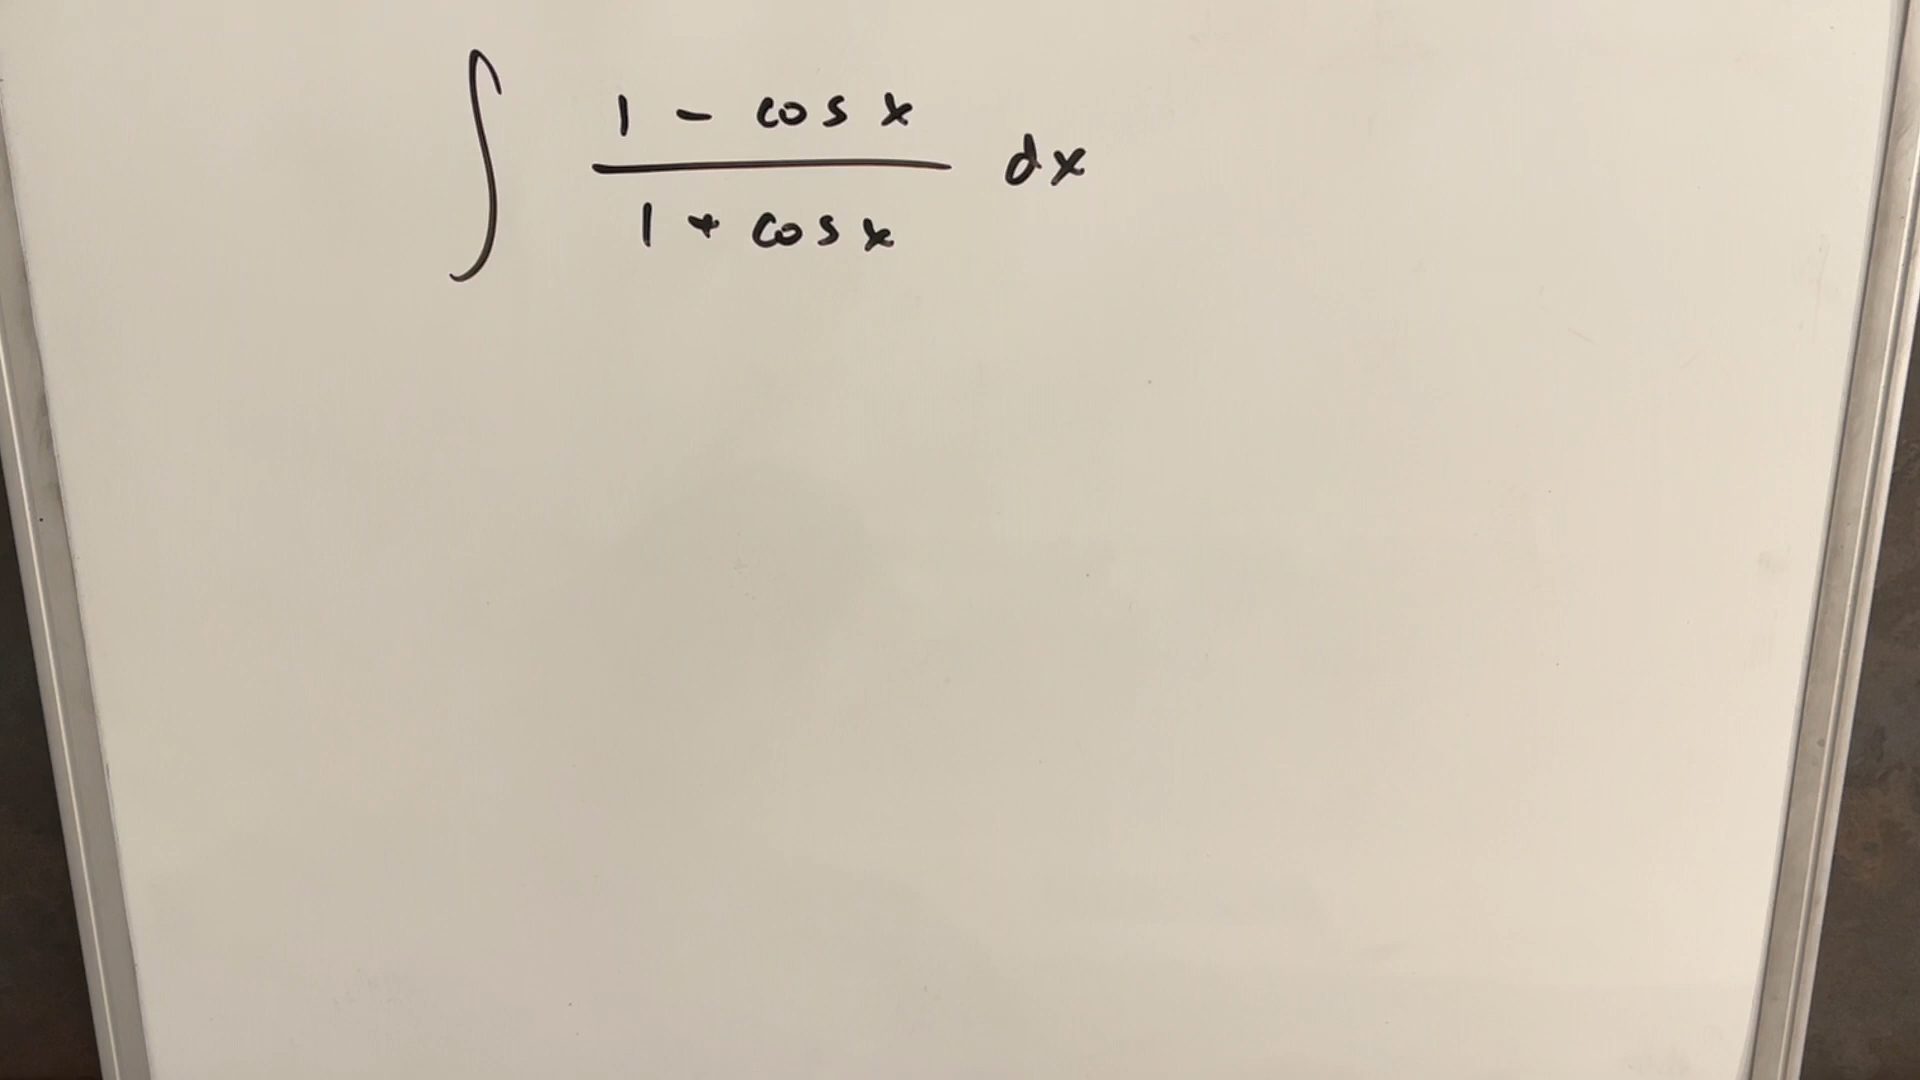 ∫ (1 - cos x)/(1 + cos x) dx